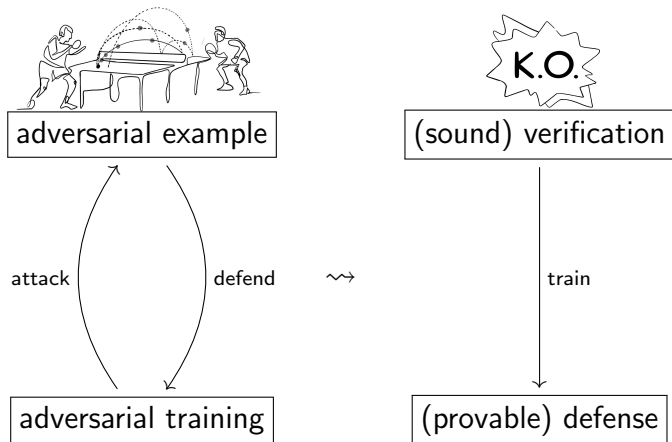 K.O.
adversarial example
(sound) verification
attack
defend
train
adversarial training
(provable) defense